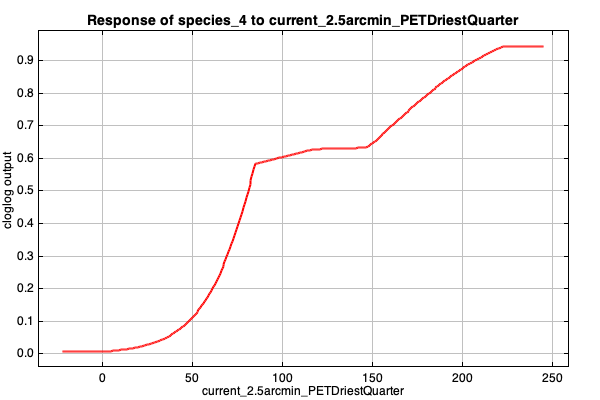 Response of species_4 to current_2.5arcmin_PETDriestQuarter
cloglog output
0.9
0.8
0.7
0.6
0.5
0.4
0.3
0.2
0.1
0.0
0 50 100 150 200 250
current_2.5arcmin_PETDriestQuarter